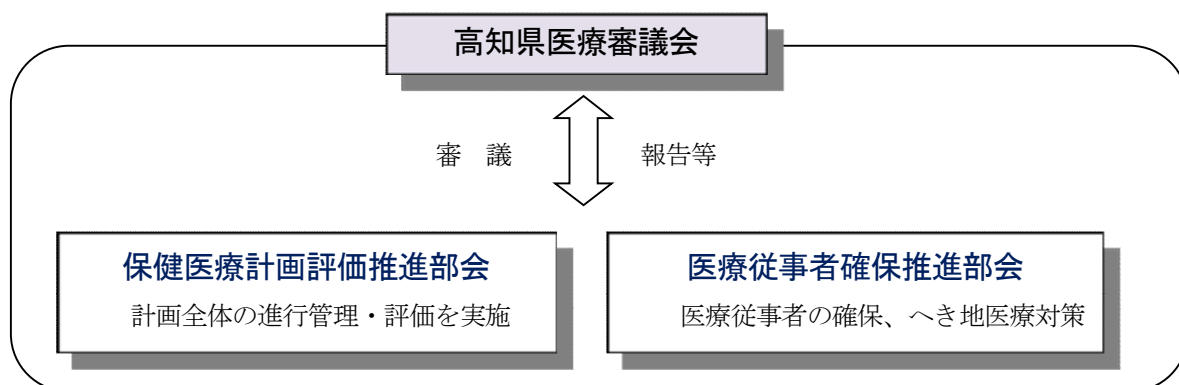 高知県医療審議会
審　議
報告等
保健医療計画評価推進部会
計画全体の進行管理・評価を実施
医療従事者確保推進部会
医療従事者の確保、へき地医療対策